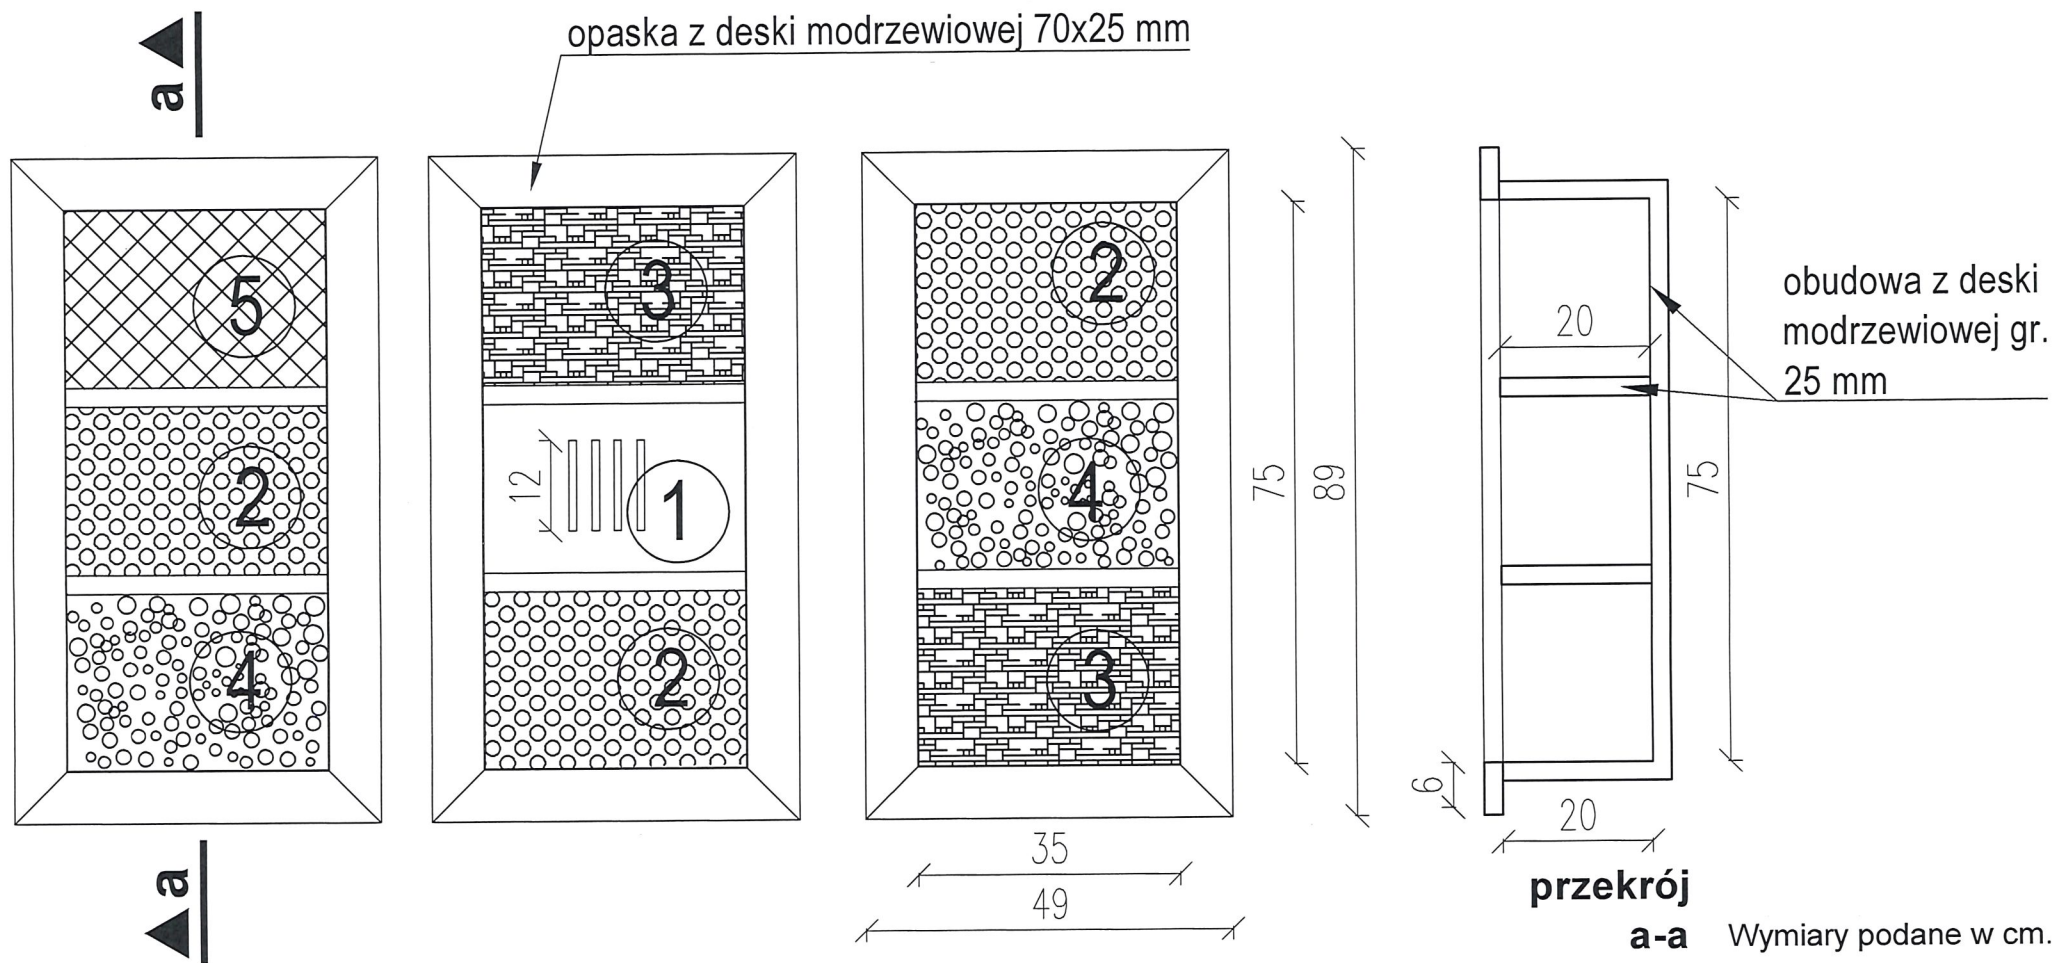 a
opaska z deski modrzewiowej 70x25 mm
5
2
4
3
12
1
2
2
4
3
75
89
35
49
20
75
obudowa z deski
modrzewiowej gr.
25 mm
6
20
a
przekrój
a-a
Wymiary podane w cm.